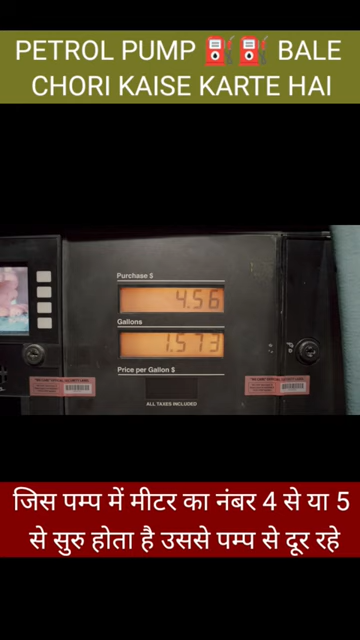 PETROL PUMP ⛽⛽ BALE
CHORI KAISE KARTE HAI
Purchase $
4.56
Gallons
1.573
Price per Gallon $
ALL TAXES INCLUDED
जिस पम्प में मीटर का नंबर 4 से या 5
से सुरु होता है उससे पम्प से दूर रहे